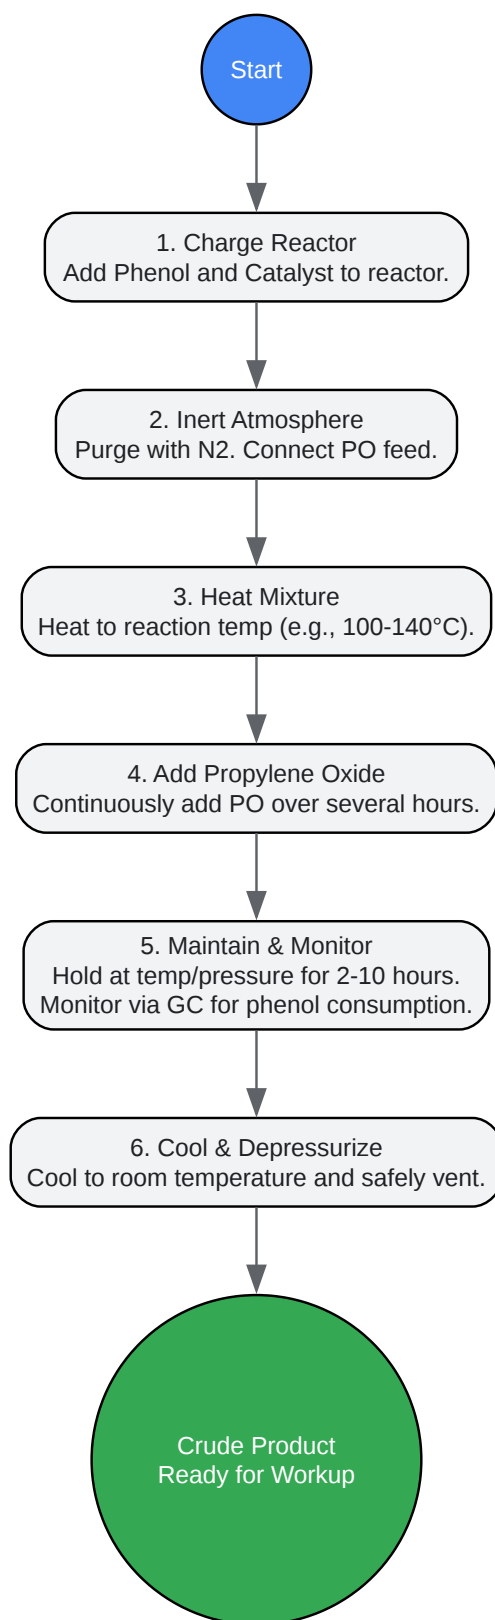 Start
1. Charge Reactor
Add Phenol and Catalyst to reactor.
2. Inert Atmosphere
Purge with N2. Connect PO feed.
3. Heat Mixture
Heat to reaction temp (e.g., 100-140°C).
4. Add Propylene Oxide
Continuously add PO over several hours.
5. Maintain & Monitor
Hold at temp/pressure for 2-10 hours.
Monitor via GC for phenol consumption.
6. Cool & Depressurize
Cool to room temperature and safely vent.
Crude Product
Ready for Workup